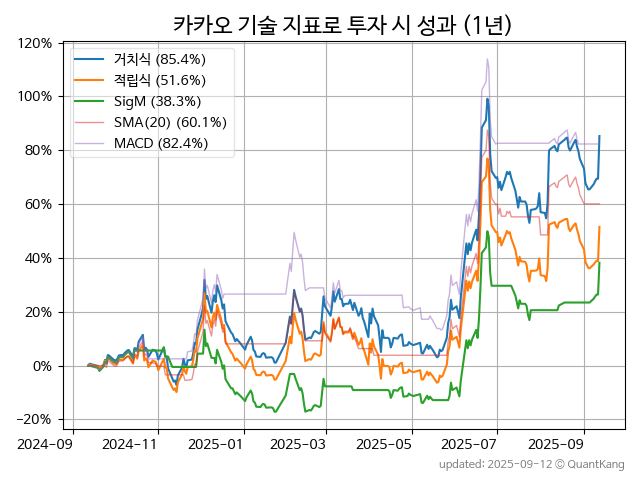 카카오 기술 지표로 투자 시 성과 (1년)
120%
100%
80%
60%
40%
20%
0%
−20%
거치식 (85.4%)
적립식 (51.6%)
SigM (38.3%)
SMA(20) (60.1%)
MACD (82.4%)
2024-09
2024-11
2025-01
2025-03
2025-05
2025-07
2025-09
updated: 2025-09-12 © QuantKang